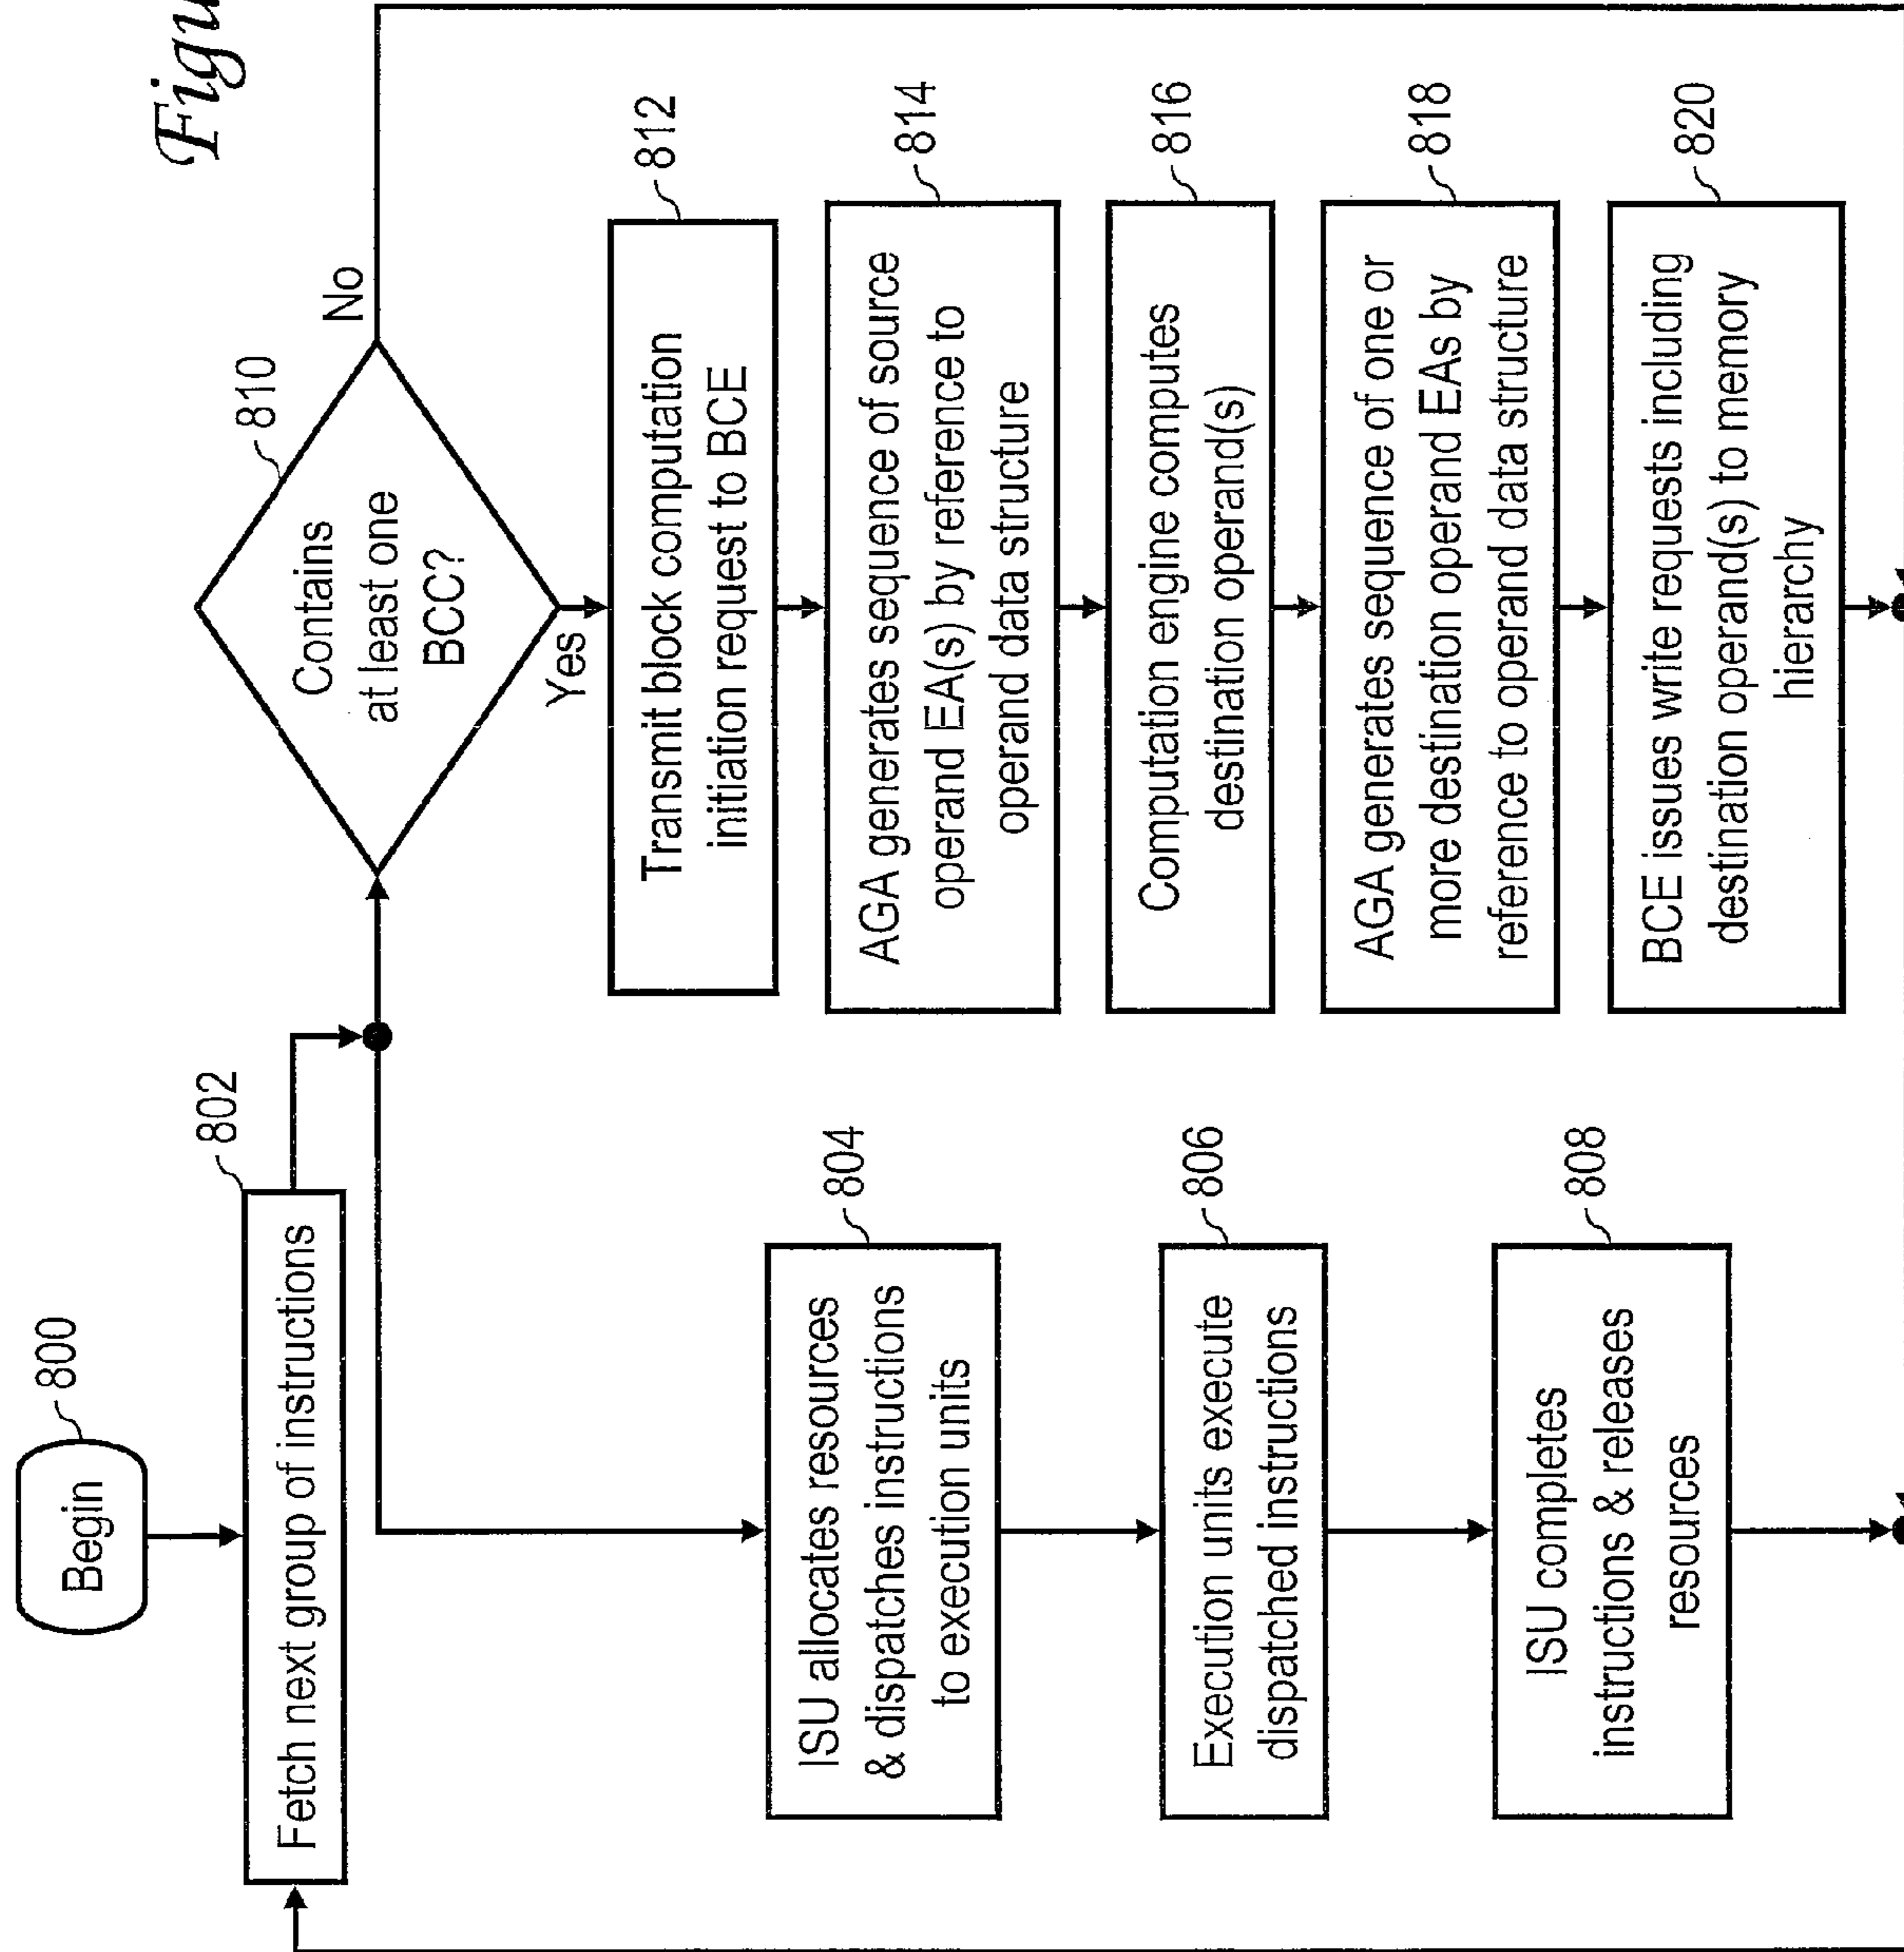 Figu
Begin
800
Fetch next group of instructions
802
ISU allocates resources
& dispatches instructions
to execution units
804
Execution units execute
dispatched instructions
806
ISU completes
instructions & releases
resources
808
Contains
at least one
BCC?
810
No
Yes
Transmit block computation
initiation request to BCE
812
AGA generates sequence of source
operand EA(s) by reference to
operand data structure
814
Computation engine computes
destination operand(s)
816
AGA generates sequence of one or
more destination operand EAs by
reference to operand data structure
818
BCE issues write requests including
destination operand(s) to memory
hierarchy
820